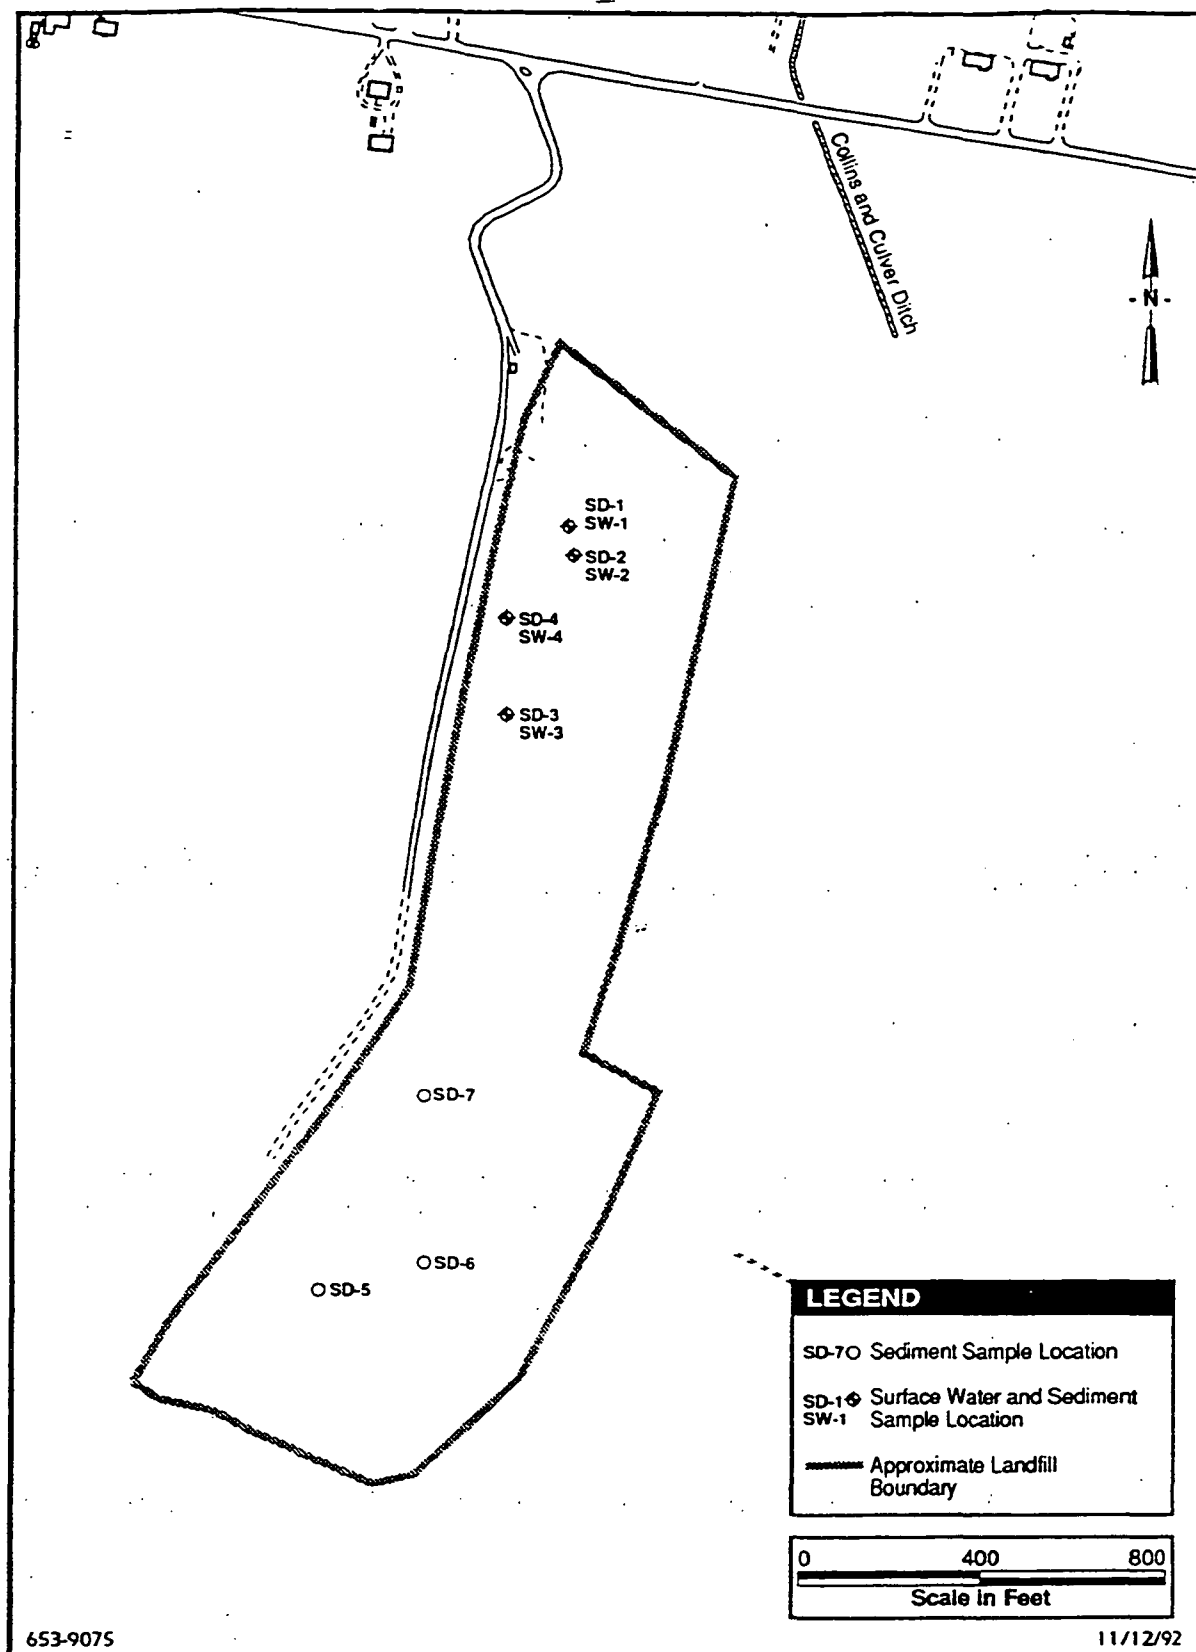 Collins and Culver Ditch
- N -
SD-1
SW-1
SD-2
SW-2
SD-4
SW-4
SD-3
SW-3
SD-7
SD-6
SD-5
LEGEND
SD-7 Sediment Sample Location
SD-1 Surface Water and Sediment
SW-1 Sample Location
Approximate Landfill
Boundary
0 400 800
Scale in Feet
653-9075
11/12/92